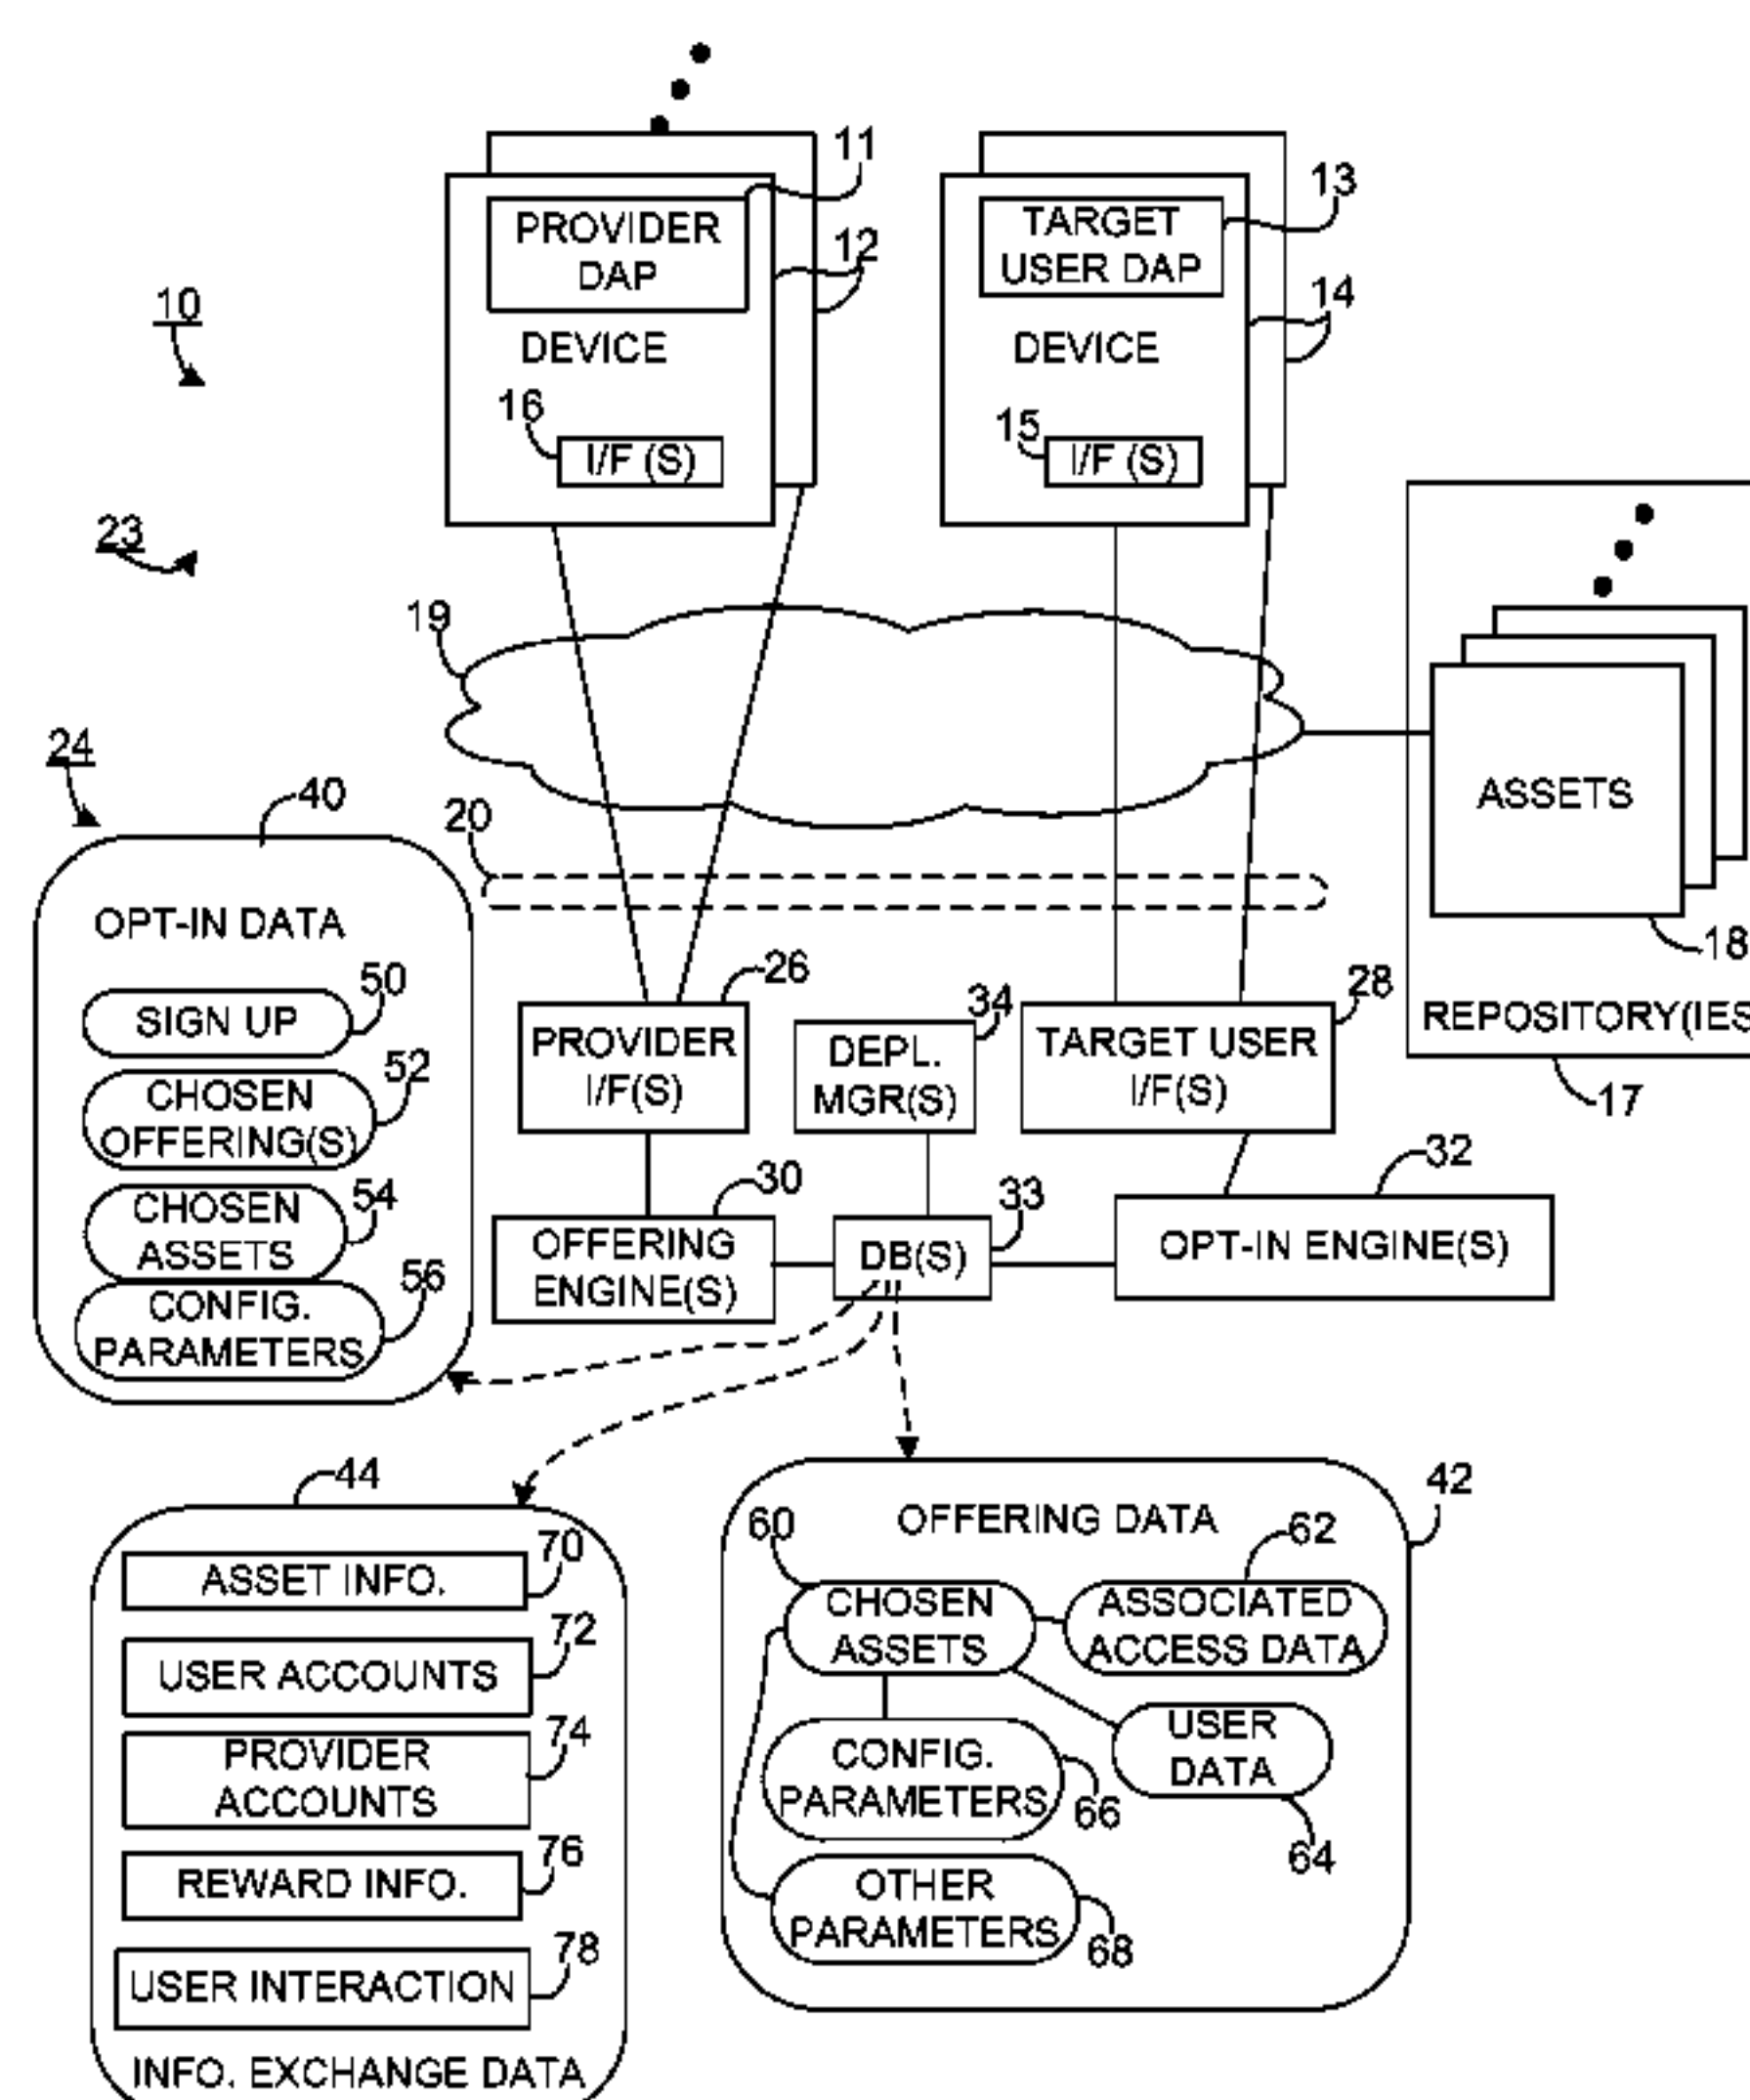 11
13
PROVIDER
DAP
TARGET
USER DAP
12
14
10
DEVICE
DEVICE
16
I/F (S)
15
I/F (S)
23
19
24
40
20
ASSETS
18
OPT-IN DATA
SIGN UP
50
CHOSEN
OFFERING(S)
52
CHOSEN
ASSETS
54
CONFIG.
PARAMETERS
56
26
PROVIDER
I/F(S)
34
DEPL.
MGR(S)
28
TARGET USER
I/F(S)
REPOSITORY(IES
17
30
OFFERING
ENGINE(S)
33
DB(S)
32
OPT-IN ENGINE(S)
44
ASSET INFO.
70
USER ACCOUNTS
72
PROVIDER
ACCOUNTS
74
REWARD INFO.
76
USER INTERACTION
78
INFO. EXCHANGE DATA
42
OFFERING DATA
60
CHOSEN
ASSETS
62
ASSOCIATED
ACCESS DATA
USER
DATA
64
CONFIG.
PARAMETERS
66
OTHER
PARAMETERS
68